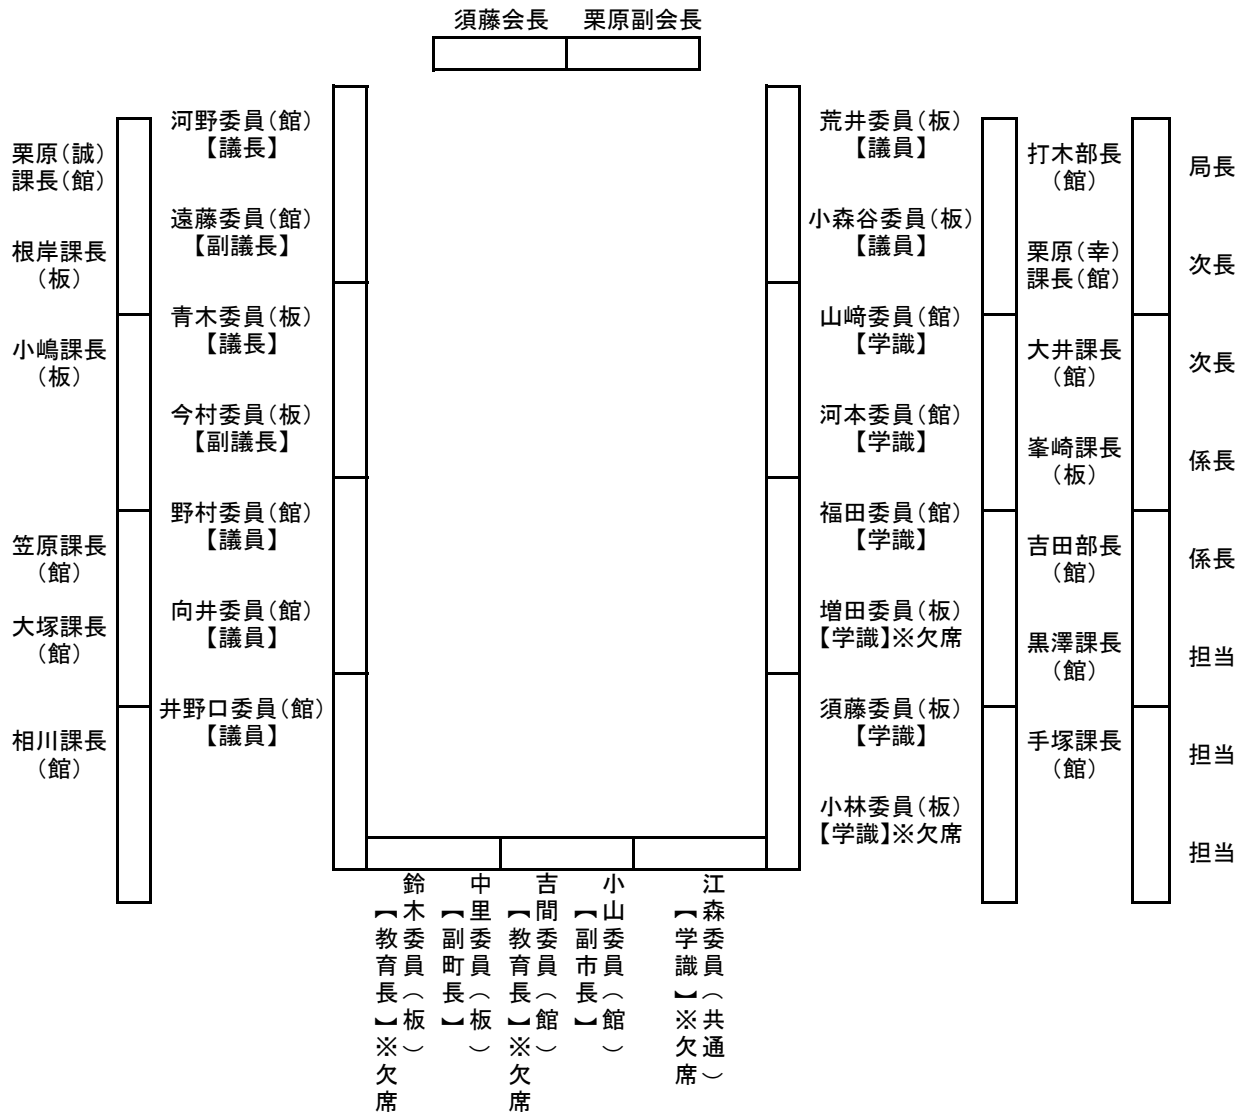 須藤会長
栗原副会長
栗原(誠)
課長(館)
根岸課長
(板)
小嶋課長
(板)
笠原課長
(館)
大塚課長
(館)
相川課長
(館)
河野委員(館)
【議長】
遠藤委員(館)
【副議長】
青木委員(板)
【議長】
今村委員(板)
【副議長】
野村委員(館)
【議員】
向井委員(館)
【議員】
井野口委員(館)
【議員】
荒井委員(板)
【議員】
小森谷委員(板)
【議員】
山﨑委員(館)
【学識】
河本委員(館)
【学識】
福田委員(館)
【学識】
増田委員(板)
【学識】※欠席
須藤委員(板)
【学識】
小林委員(板)
【学識】※欠席
打木部長
(館)
栗原(幸)
課長(館)
大井課長
(館)
峯崎課長
(板)
吉田部長
(館)
黒澤課長
(館)
手塚課長
(館)
局長
次長
次長
係長
係長
担当
担当
担当
鈴木委員(板)
【教育長】※欠席
中里委員(板)
【副町長】
吉間委員(館)
【教育長】※欠席
小山委員(館)
【副市長】
江森委員(共通)
【学識】※欠席